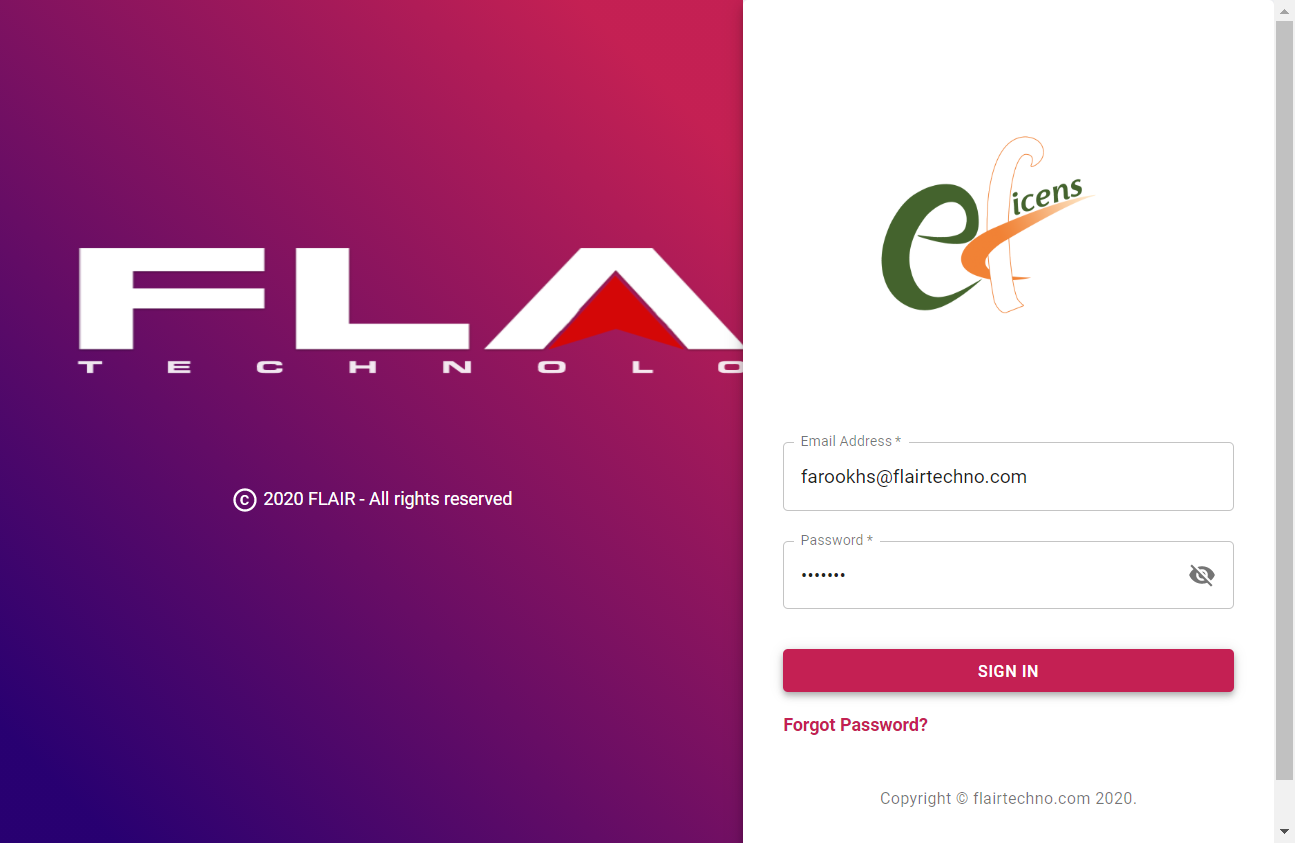 FLA
TECHNOLO
© 2020 FLAIR - All rights reserved
eficens
Email Address *
farookhs@flairtechno.com
Password *
•••••••
SIGN IN
Forgot Password?
Copyright © flairtechno.com 2020.